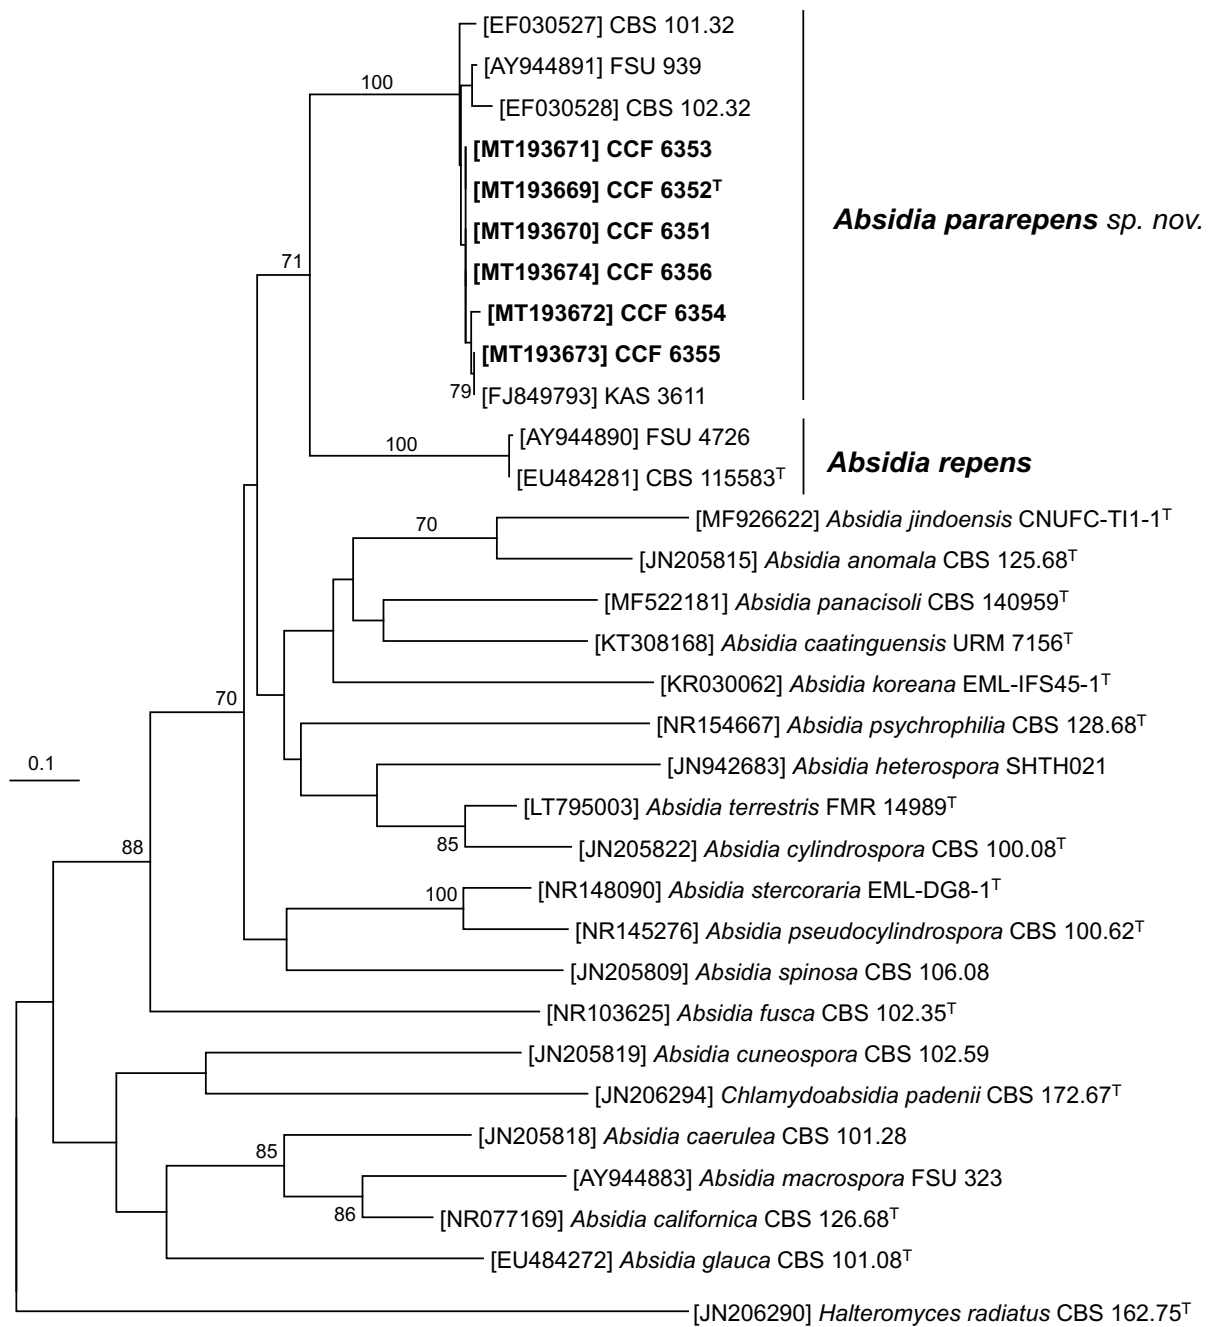 [EF030527] CBS 101.32
[AY944891] FSU 939
100
[EF030528] CBS 102.32
[MT193671] CCF 6353
[MT193669] CCF 6352T
Absidia pararepens sp. nov.
[MT193670] CCF 6351
71
[MT193674] CCF 6356
[MT193672] CCF 6354
[MT193673] CCF 6355
79
[FJ849793] KAS 3611
[AY944890] FSU 4726
100
Absidia repens
[EU484281] CBS 115583T
[MF926622] Absidia jindoensis CNUFC-TI1-1T
70
[JN205815] Absidia anomala CBS 125.68T
[MF522181] Absidia panacisoli CBS 140959T
[KT308168] Absidia caatinguensis URM 7156T
[KR030062] Absidia koreana EML-IFS45-1T
70
[NR154667] Absidia psychrophilia CBS 128.68T
0.1
[JN942683] Absidia heterospora SHTH021
[LT795003] Absidia terrestris FMR 14989T
85
88
[JN205822] Absidia cylindrospora CBS 100.08T
[NR148090] Absidia stercoraria EML-DG8-1T
100
[NR145276] Absidia pseudocylindrospora CBS 100.62T
[JN205809] Absidia spinosa CBS 106.08
[NR103625] Absidia fusca CBS 102.35T
[JN205819] Absidia cuneospora CBS 102.59
[JN206294] Chlamydoabsidia padenii CBS 172.67T
[JN205818] Absidia caerulea CBS 101.28
85
[AY944883] Absidia macrospora FSU 323
86
[NR077169] Absidia californica CBS 126.68T
[EU484272] Absidia glauca CBS 101.08T
[JN206290] Halteromyces radiatus CBS 162.75T